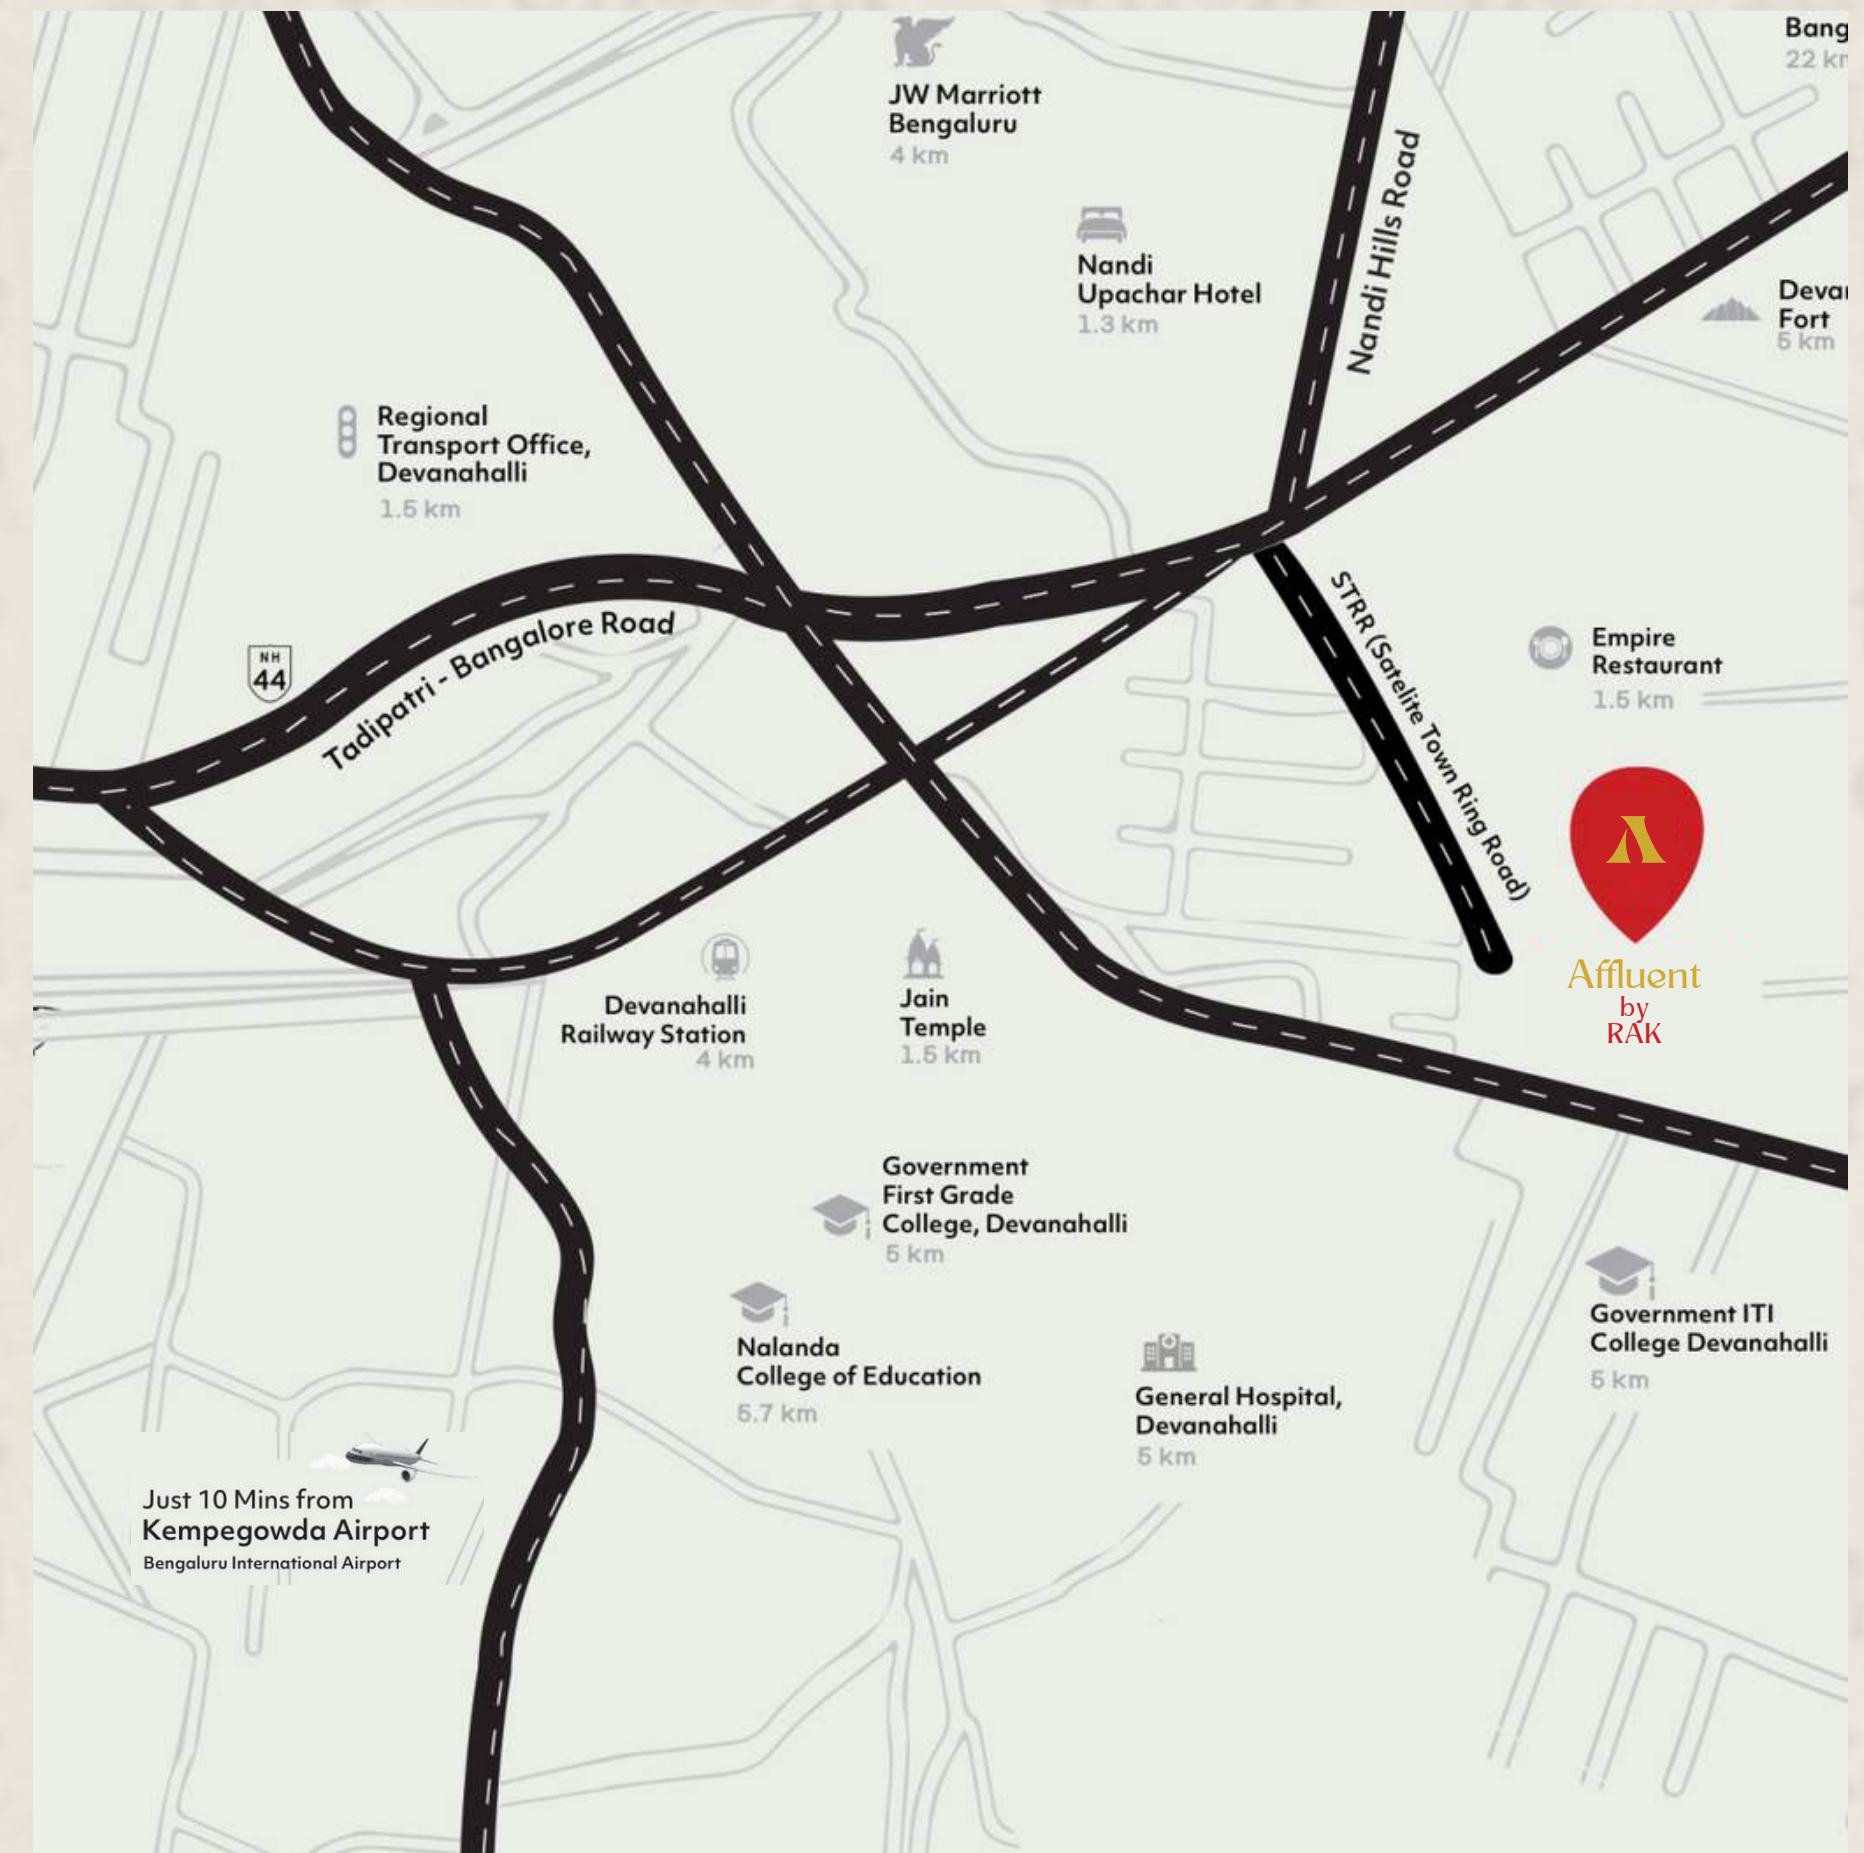 JW Marriott
Bengaluru
4 km
Bang
22 km
Nandi Hills Road
Nandi
Upachar Hotel
1.3 km
Fort
5 km
Regional
Transport Office,
Devanahalli
1.5 km
NH
44
Tadipatri - Bangalore Road
STRR (Satelite Town Ring Road)
Empire
Restaurant
1.5 km
Affluent
by
RAK
Devanahalli
Railway Station
4 km
Jain
Temple
1.5 km
Government
First Grade
College, Devanahalli
5 km
Nalanda
College of Education
5.7 km
General Hospital,
Devanahalli
5 km
Government ITI
College Devanahalli
5 km
Just 10 Mins from
Kempegowda Airport
Bengaluru International Airport